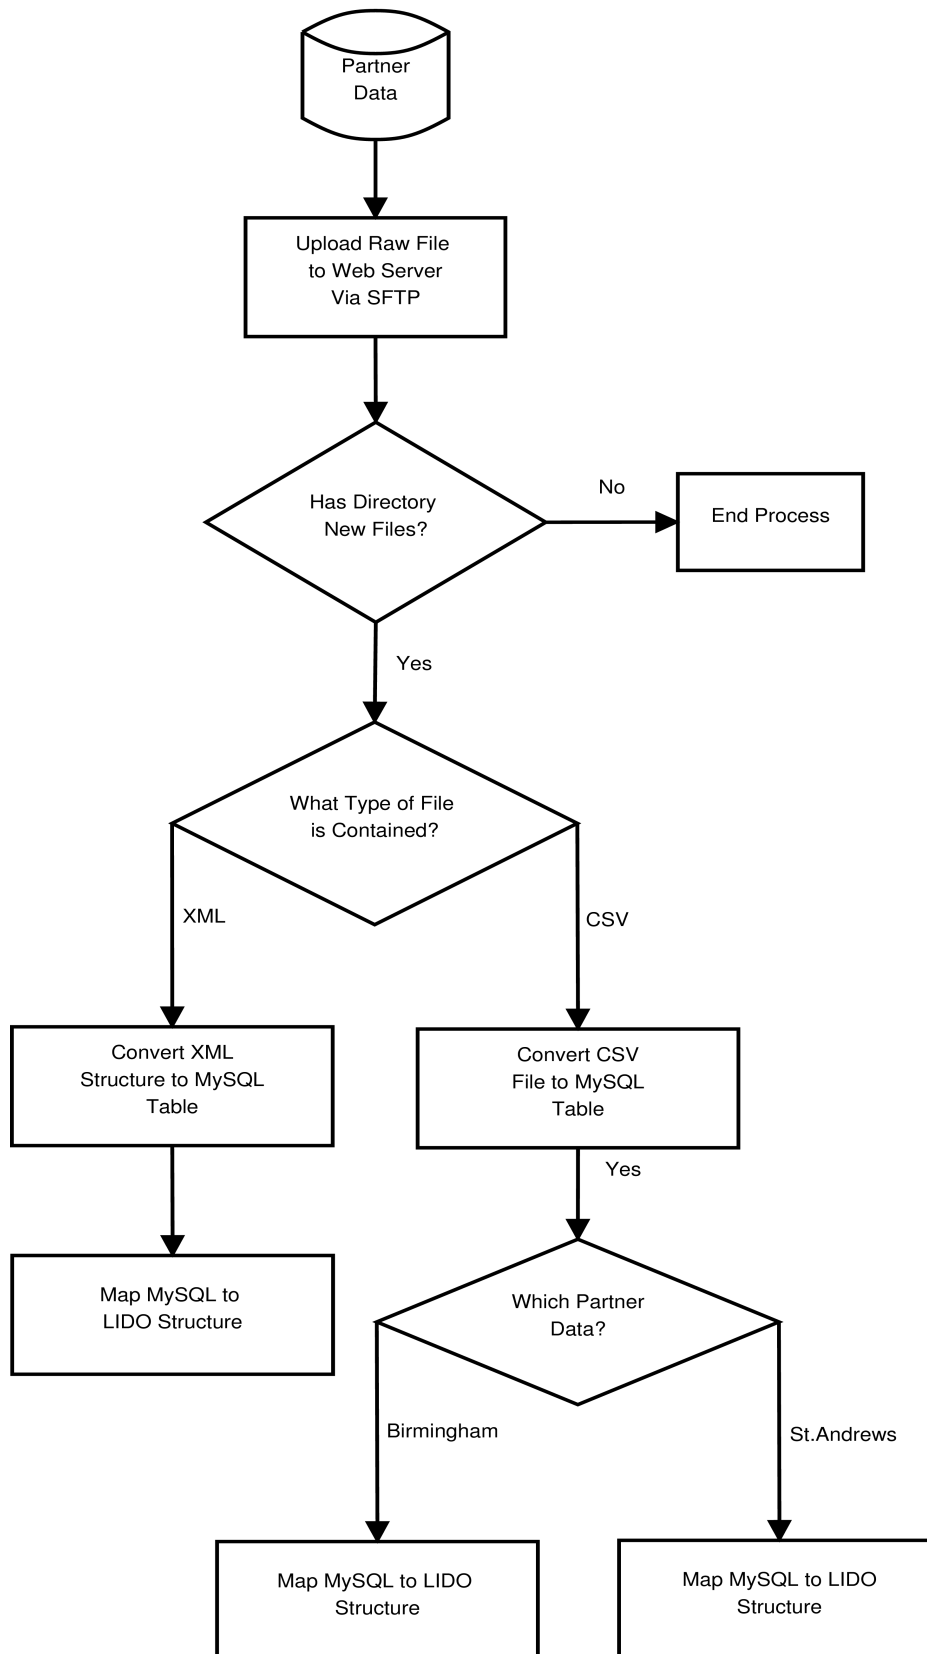 Partner
Data
Upload Raw File
to Web Server
Via SFTP
Has Directory
New Files?
No
End Process
Yes
What Type of File
is Contained?
XML
CSV
Convert XML
Structure to MySQL
Table
Convert CSV
File to MySQL
Table
Yes
Map MySQL to
LIDO Structure
Which Partner
Data?
Birmingham
St.Andrews
Map MySQL to LIDO
Structure
Map MySQL to LIDO
Structure